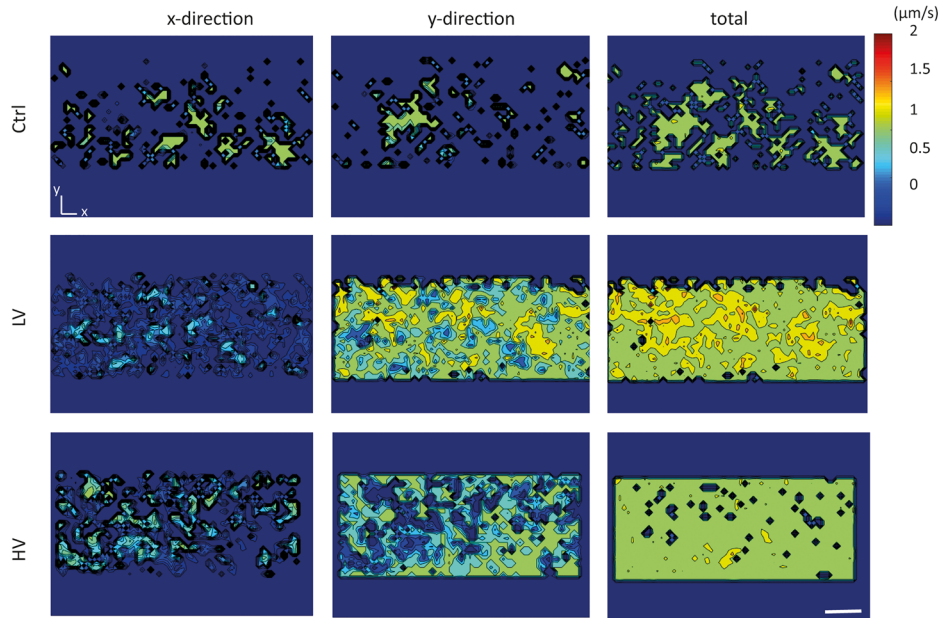 x-direction
y-direction
total
(μm/s)
2
1.5
1
0.5
0
Ctrl
y
x
LV
HV